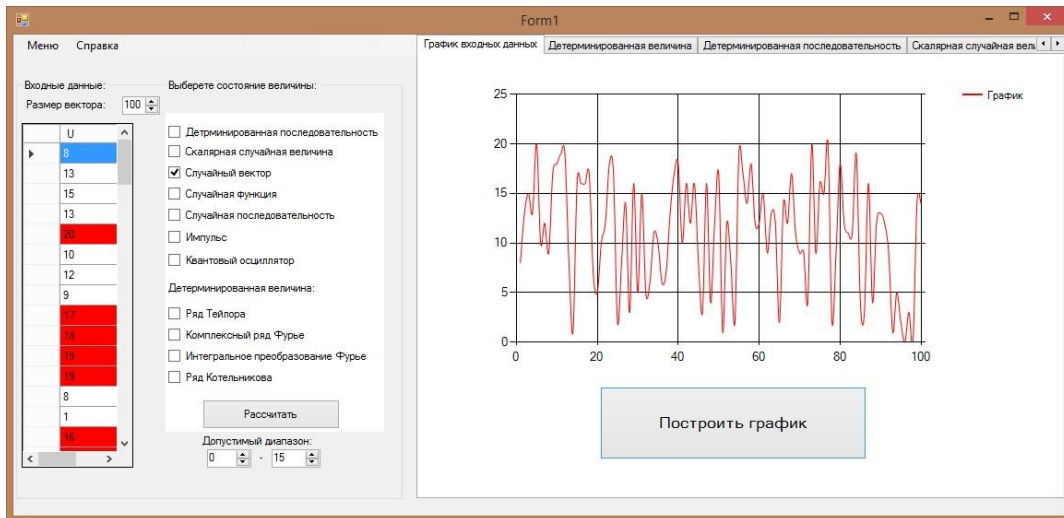 Form1
Меню Справка
График входных данных Детерминированная величина Детерминированная последовательность Скалярная случайная вел
Входные данные:
Размер вектора: 100
U
8
13
15
13
20
10
12
9
17
18
19
19
8
1
16
Выберете состояние величины:
Детрминированная последовательность
Скалярная случайная величина
Случайный вектор
Случайная функция
Случайная последовательность
Импульс
Квантовый осциллятор
Детерминированная величина:
Ряд Тейлора
Комплексный ряд Фурье
Интегральное преобразование Фурье
Ряд Котельникова
Рассчитать
Допустимый диапазон:
0 - 15
25
20
15
10
5
0
0 20 40 60 80 100
График
Построить график